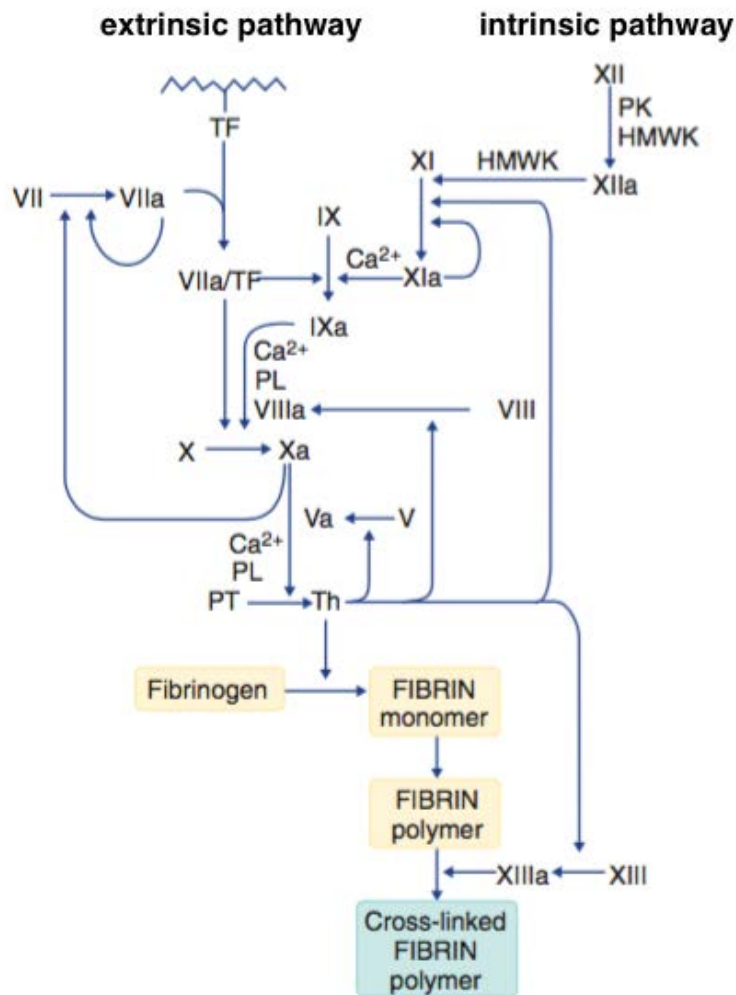 extrinsic pathway
intrinsic pathway
XII
PK
HMWK
TF
XI
HMWK
XIIa
VII
VIIa
IX
Ca2+
VIIa/TF
XIa
IXa
Ca2+
PL
VIIIa
VIII
X
Xa
Va
V
Ca2+
PL
PT
Th
Fibrinogen
FIBRIN
monomer
FIBRIN
polymer
XIIIa
XIII
Cross-linked
FIBRIN
polymer